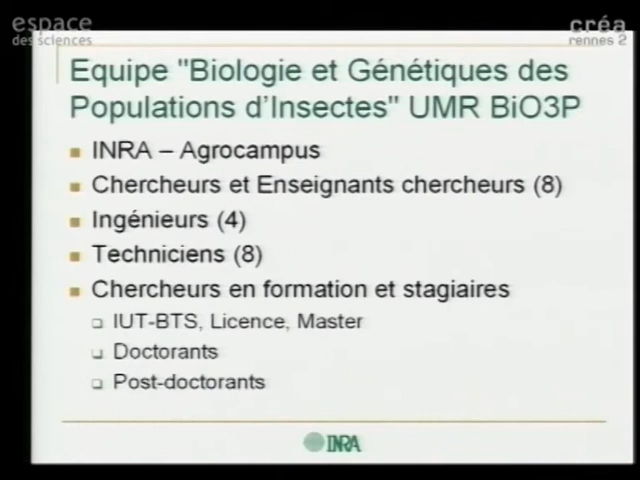 espace
des sciences
créa
rennes 2
Equipe "Biologie et Génétiques des
Populations d'Insectes" UMR BiO3P
INRA – Agrocampus
Chercheurs et Enseignants chercheurs (8)
Ingénieurs (4)
Techniciens (8)
Chercheurs en formation et stagiaires
IUT-BTS, Licence, Master
Doctorants
Post-doctorants
INRA